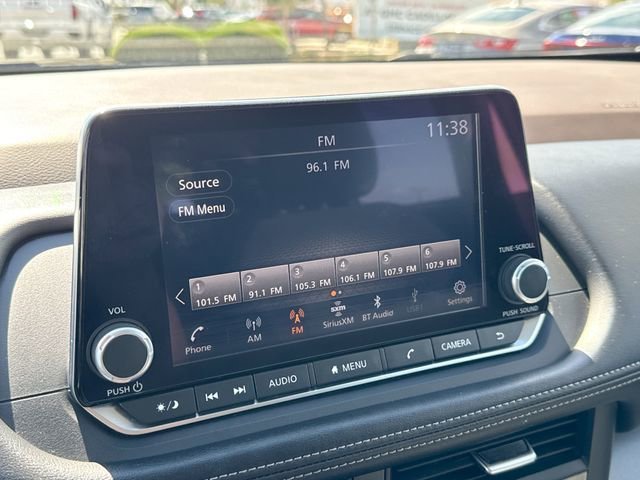 FM
11:38
96.1 FM
Source
FM Menu
1 2 3 4 5 6
101.5 FM 91.1 FM 105.3 FM 106.1 FM 107.9 FM 107.9 FM
Phone AM FM SXM SiriusXM BT Audio USB1 Settings
VOL
PUSH
TUNE·SCROLL
PUSH SOUND
AUDIO MENU CAMERA